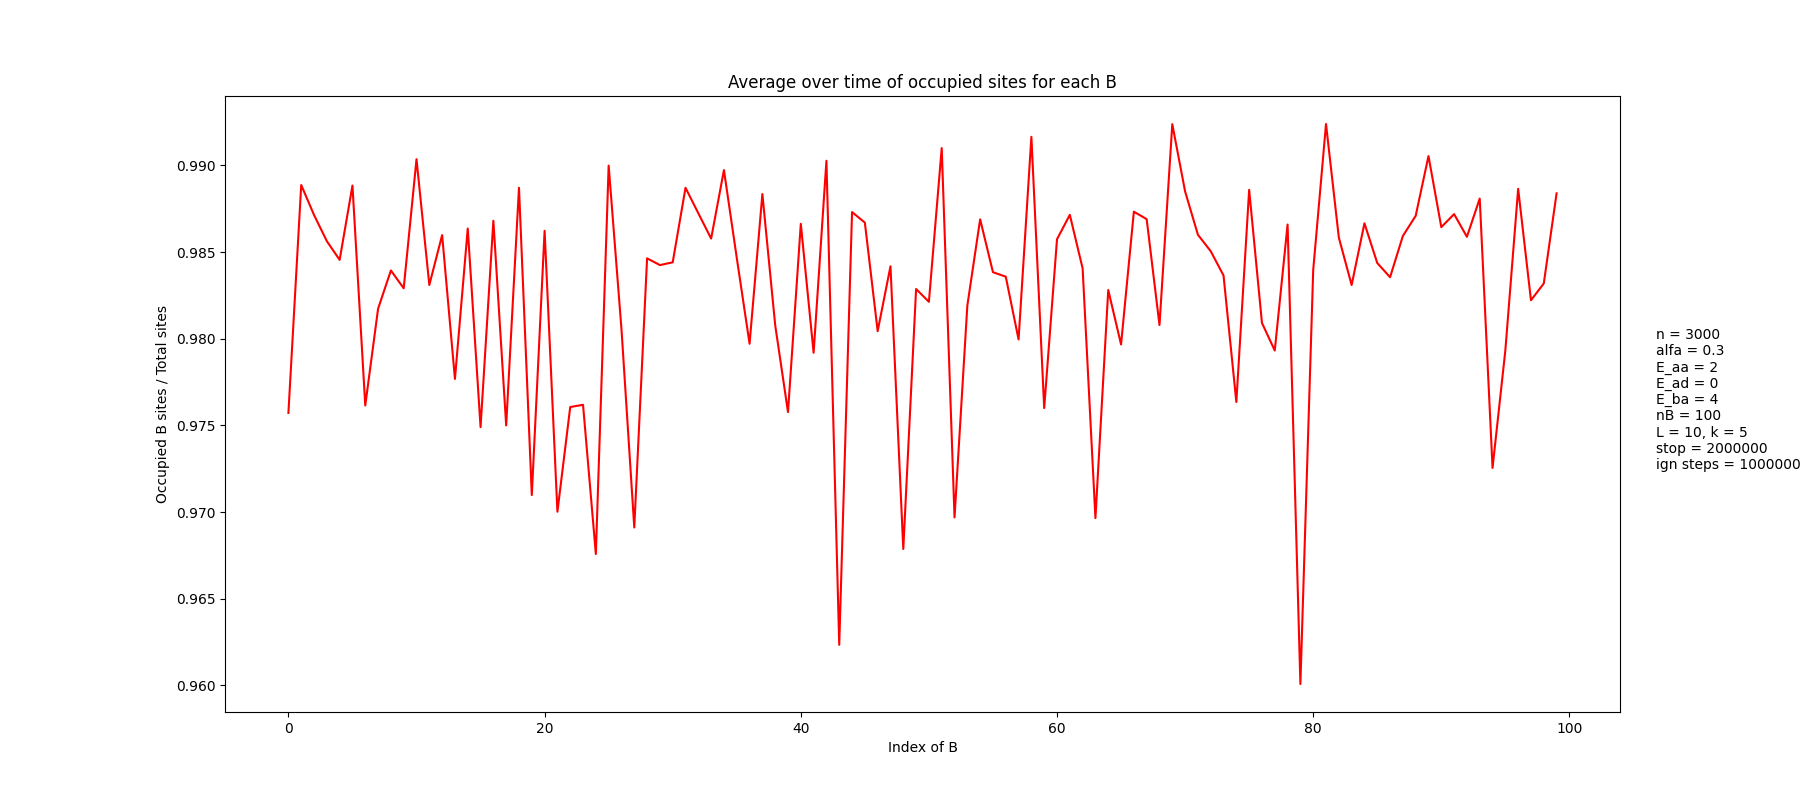 Average over time of occupied sites for each B
0.990
0.985
0.980
0.975
0.970
0.965
0.960
Occupied B sites / Total sites
0 20 40 60 80 100
Index of B
n = 3000
alfa = 0.3
E_aa = 2
E_ad = 0
E_ba = 4
nB = 100
L = 10, k = 5
stop = 2000000
ign steps = 1000000